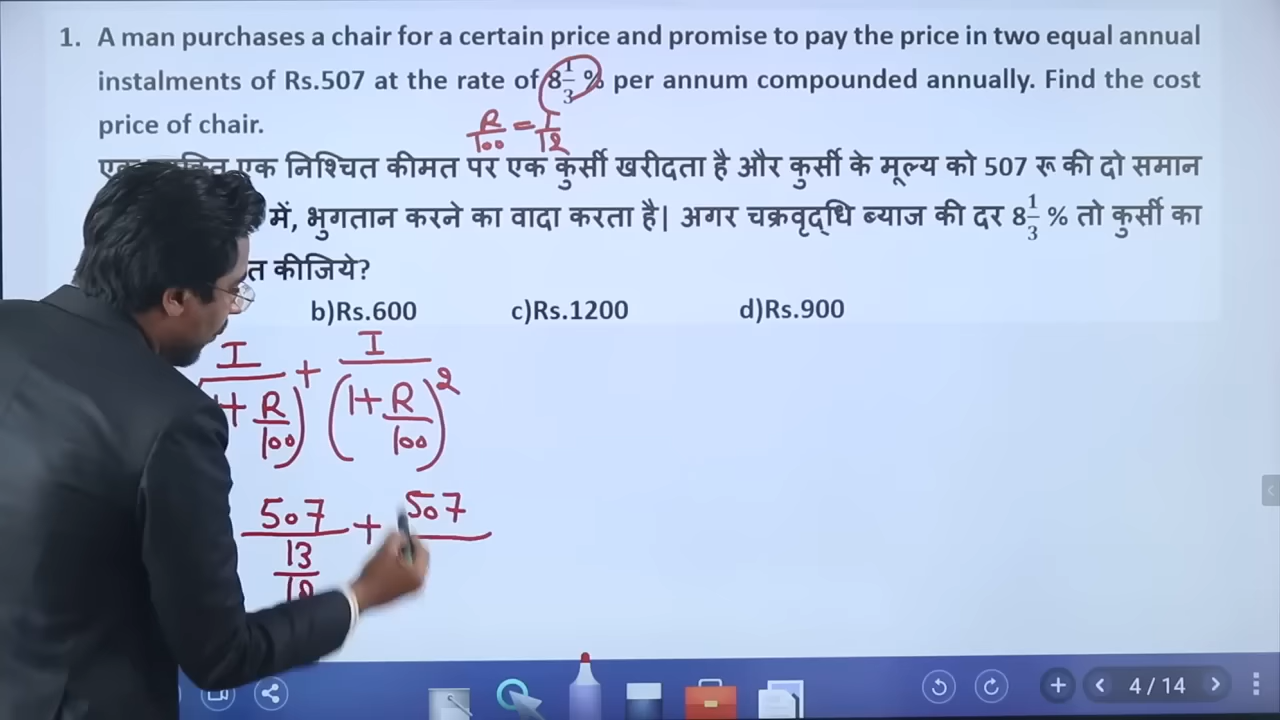 1. A man purchases a chair for a certain price and promise to pay the price in two equal annual
instalments of Rs.507 at the rate of 8 1/3 % per annum compounded annually. Find the cost
price of chair.
R/100 = I/12
एक निश्चित कीमत पर एक कुर्सी खरीदता है और कुर्सी के मूल्य को 507 रू की दो समान
में, भुगतान करने का वादा करता है| अगर चक्रवृद्धि ब्याज की दर 8 1/3 % तो कुर्सी का
कीजिये?
b)Rs.600 c)Rs.1200 d)Rs.900
I/(1+R/100) + I/(1+R/100)²
507/(13/12) + 507
4 / 14